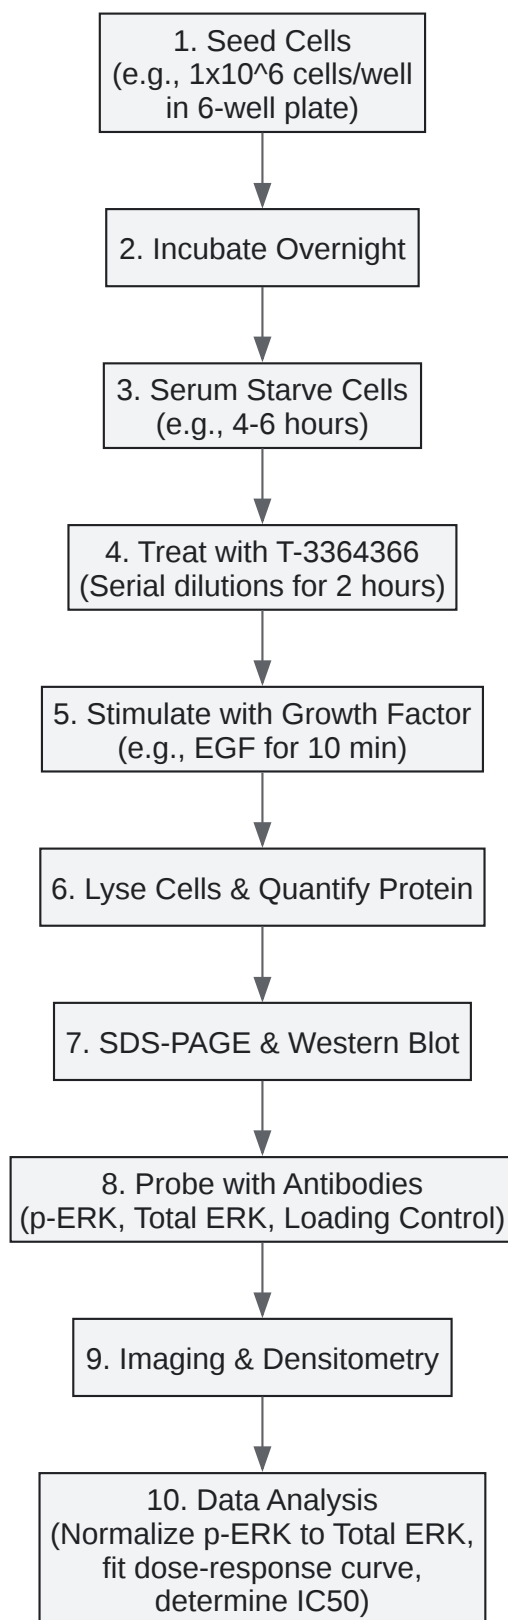 1. Seed Cells
(e.g., 1x10^6 cells/well
in 6-well plate)
2. Incubate Overnight
3. Serum Starve Cells
(e.g., 4-6 hours)
4. Treat with T-3364366
(Serial dilutions for 2 hours)
5. Stimulate with Growth Factor
(e.g., EGF for 10 min)
6. Lyse Cells & Quantify Protein
7. SDS-PAGE & Western Blot
8. Probe with Antibodies
(p-ERK, Total ERK, Loading Control)
9. Imaging & Densitometry
10. Data Analysis
(Normalize p-ERK to Total ERK,
fit dose-response curve,
determine IC50)